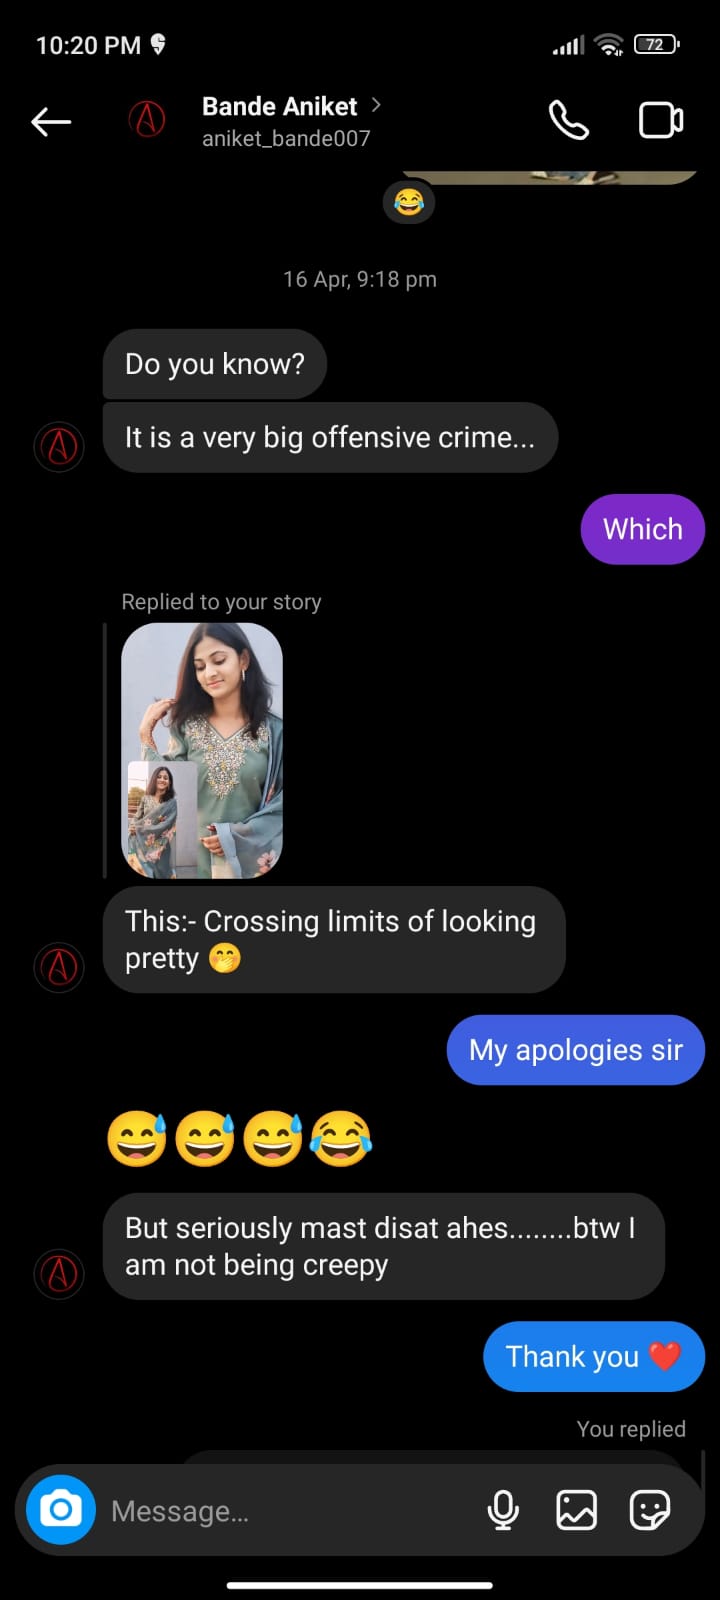 10:20 PM
72
Bande Aniket
aniket_bande007
😂
16 Apr, 9:18 pm
Do you know?
It is a very big offensive crime...
Which
Replied to your story
This:- Crossing limits of looking
pretty 🤭
My apologies sir
😅😅😅😂
But seriously mast disat ahes........btw I
am not being creepy
Thank you ❤️
You replied
Message...